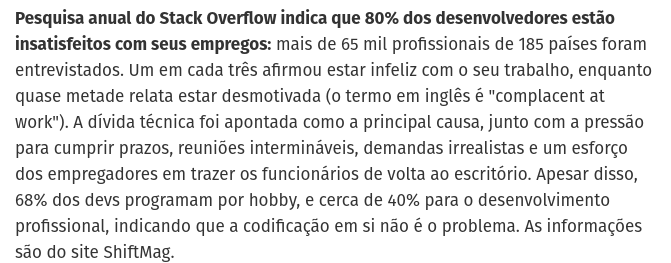 Pesquisa anual do Stack Overflow indica que 80% dos desenvolvedores estão
insatisfeitos com seus empregos: mais de 65 mil profissionais de 185 países foram
entrevistados. Um em cada três afirmou estar infeliz com o seu trabalho, enquanto
quase metade relata estar desmotivada (o termo em inglês é "complacent at
work"). A dívida técnica foi apontada como a principal causa, junto com a pressão
para cumprir prazos, reuniões intermináveis, demandas irrealistas e um esforço
dos empregadores em trazer os funcionários de volta ao escritório. Apesar disso,
68% dos devs programam por hobby, e cerca de 40% para o desenvolvimento
profissional, indicando que a codificação em si não é o problema. As informações
são do site ShiftMag.